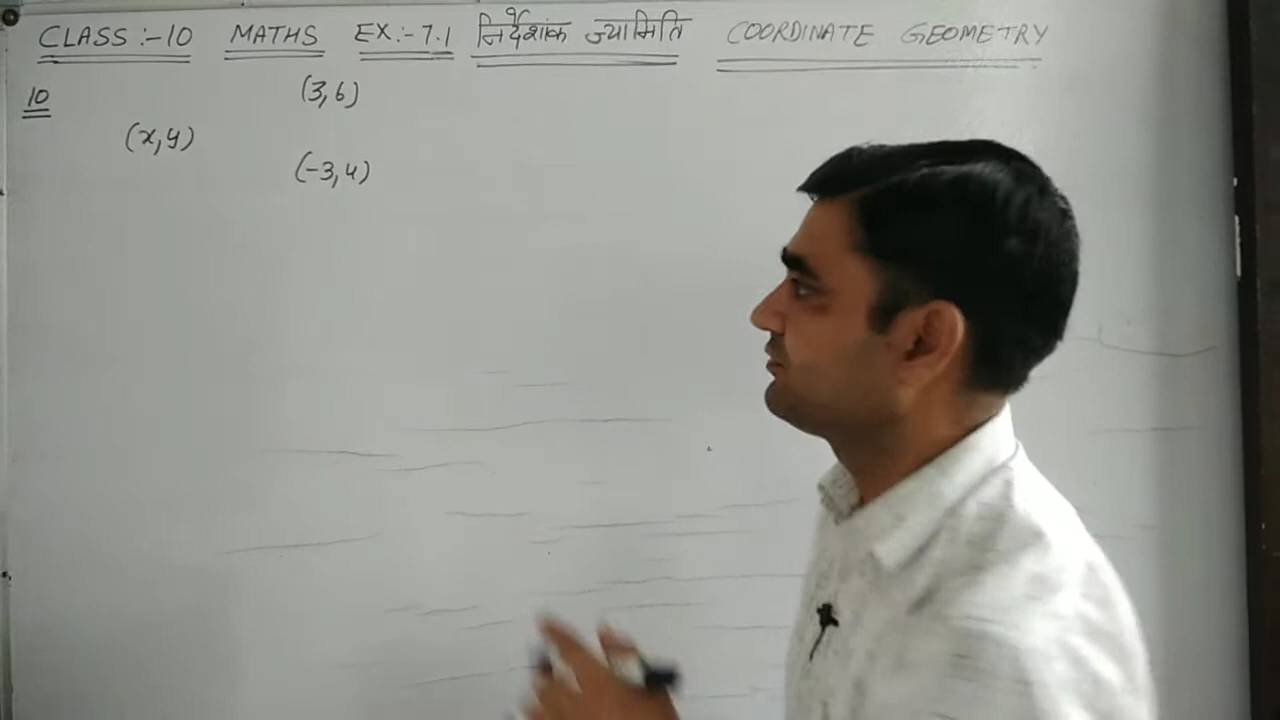 CLASS :- 10 MATHS EX :- 7.1 निर्देशांक ज्यामिति COORDINATE GEOMETRY
10
(3,6)
(x,y)
(-3,4)